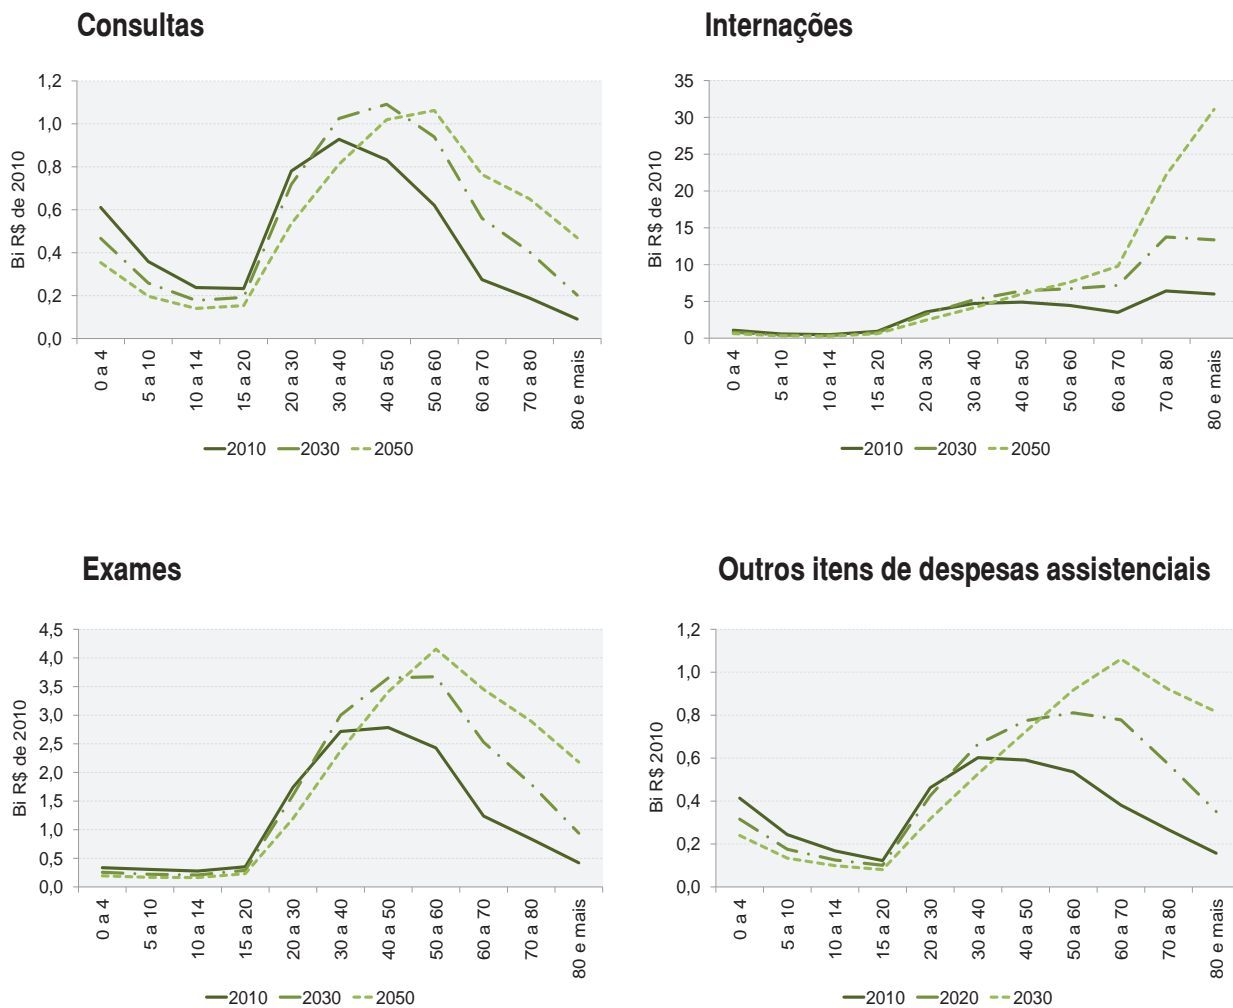 Consultas
Bi R$ de 2010
1,2
1,0
0,8
0,6
0,4
0,2
0,0
0 a 4
5 a 10
10 a 14
15 a 20
20 a 30
30 a 40
40 a 50
50 a 60
60 a 70
70 a 80
80 e mais
2010 2030 2050
Internações
Bi R$ de 2010
35
30
25
20
15
10
5
0
0 a 4
5 a 10
10 a 14
15 a 20
20 a 30
30 a 40
40 a 50
50 a 60
60 a 70
70 a 80
80 e mais
2010 2030 2050
Exames
Bi R$ de 2010
4,5
4,0
3,5
3,0
2,5
2,0
1,5
1,0
0,5
0,0
0 a 4
5 a 10
10 a 14
15 a 20
20 a 30
30 a 40
40 a 50
50 a 60
60 a 70
70 a 80
80 e mais
2010 2030 2050
Outros itens de despesas assistenciais
Bi R$ 2010
1,2
1,0
0,8
0,6
0,4
0,2
0,0
0 a 4
5 a 10
10 a 14
15 a 20
20 a 30
30 a 40
40 a 50
50 a 60
60 a 70
70 a 80
80 e mais
2010 2020 2030